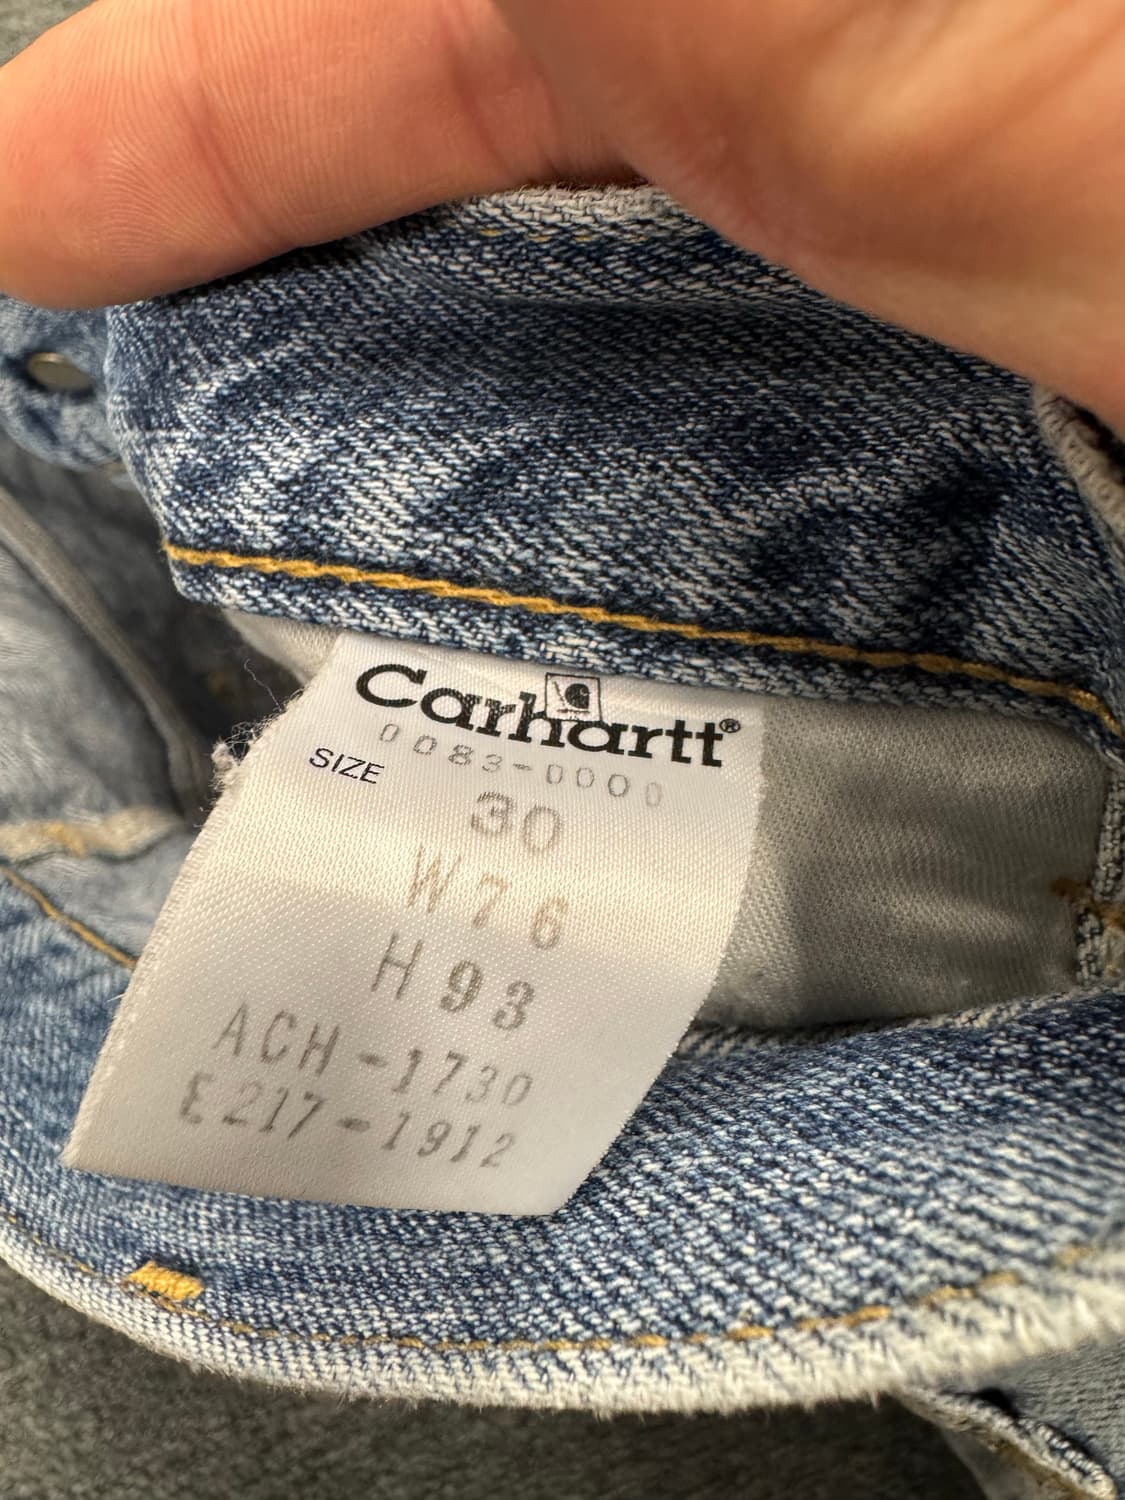 Carhartt®
0083-0000
SIZE
30
W76
H93
ACH-1730
E217-1912